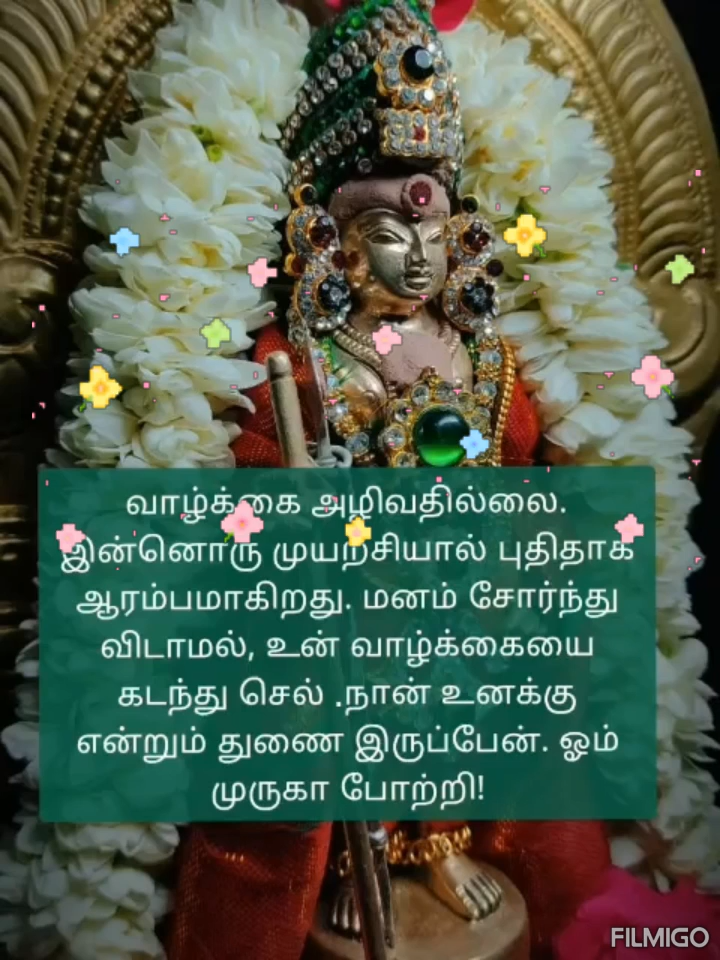 வாழ்க்கை அழிவதில்லை.
இன்னொரு முயற்சியால் புதிதாக
ஆரம்பமாகிறது. மனம் சோர்ந்து
விடாமல், உன் வாழ்க்கையை
கடந்து செல் .நான் உனக்கு
என்றும் துணை இருப்பேன். ஓம்
முருகா போற்றி!
FILMIGO